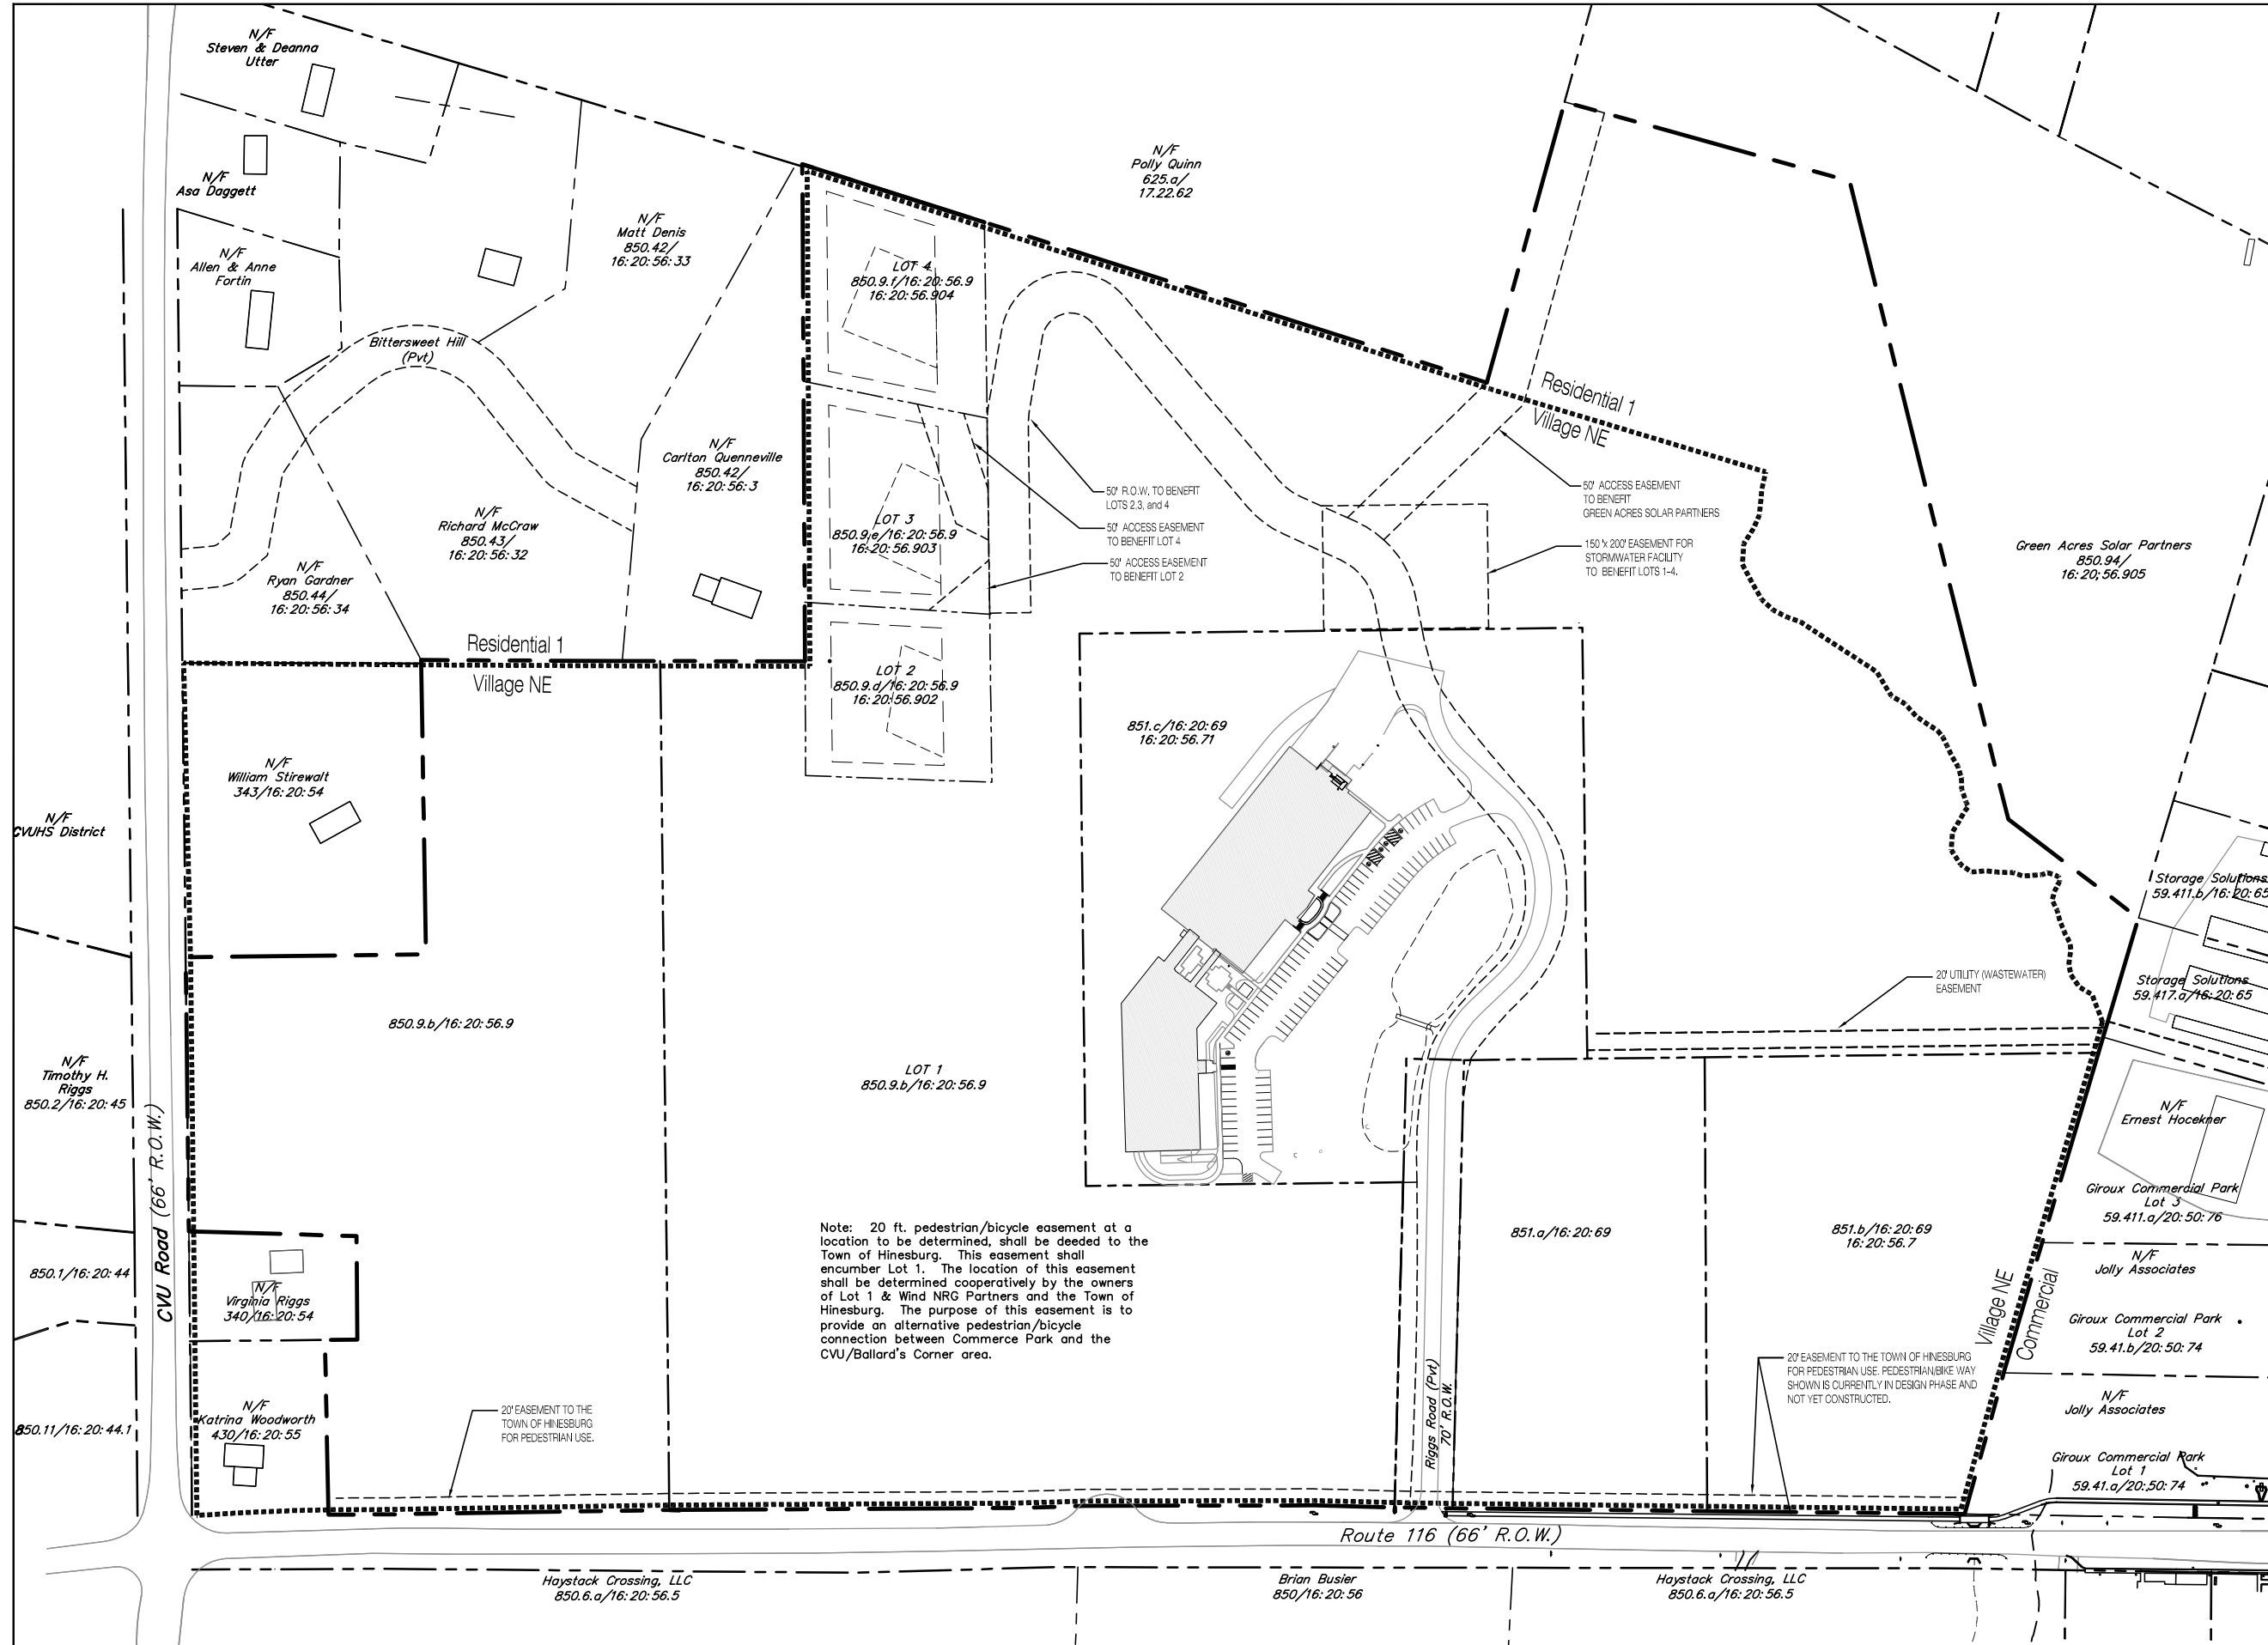 N/F
Steven & Deanna
Utter
N/F
Asa Daggett
N/F
Allen & Anne
Fortin
N/F
Matt Denis
850.42/
16:20:56:33
Bittersweet Hill
(Pvt)
N/F
Polly Quinn
625.a/
17.22.62
LOT 4
850.9.f/16:20:56.9
16:20:56.904
N/F
Carlton Quenneville
850.42/
16:20:56:3
N/F
Richard McCraw
850.43/
16:20:56:32
N/F
Ryan Gardner
850.44/
16:20:56:34
LOT 3
850.9.e/16:20:56.9
16:20:56.903
50' R.O.W. TO BENEFIT
LOTS 2,3, and 4
50' ACCESS EASEMENT
TO BENEFIT LOT 4
50' ACCESS EASEMENT
TO BENEFIT LOT 2
Residential 1
Village NE
50' ACCESS EASEMENT
TO BENEFIT
GREEN ACRES SOLAR PARTNERS
150'x 200' EASEMENT FOR
STORMWATER FACILITY
TO BENEFIT LOTS 1-4.
Green Acres Solar Partners
850.94/
16:20;56.905
Residential 1
Village NE
LOT 2
850.9.d/16:20:56.9
16:20:56.902
851.c/16:20:69
16:20:56.71
N/F
William Stirewalt
343/16:20:54
N/F
CVUHS District
Storage Solutions
59.411.b/16:20:65
Storage Solutions
59.417.a/16:20:65
20' UTILITY (WASTEWATER)
EASEMENT
850.9.b/16:20:56.9
LOT 1
850.9.b/16:20:56.9
N/F
Timothy H.
Riggs
850.2/16:20:45
CVU Road (66' R.O.W.)
N/F
Ernest Hocekner
Giroux Commercial Park
Lot 3
59.411.a/20:50:76
851.a/16:20:69
851.b/16:20:69
16:20:56.7
Note: 20 ft. pedestrian/bicycle easement at a
location to be determined, shall be deeded to the
Town of Hinesburg. This easement shall
encumber Lot 1. The location of this easement
shall be determined cooperatively by the owners
of Lot 1 & Wind NRG Partners and the Town of
Hinesburg. The purpose of this easement is to
provide an alternative pedestrian/bicycle
connection between Commerce Park and the
CVU/Ballard's Corner area.
850.1/16:20:44
N/F
Virginia Riggs
340/16:20:54
Village NE
Commercial
N/F
Jolly Associates
Giroux Commercial Park
Lot 2
59.41.b/20:50:74
N/F
Katrina Woodworth
430/16:20:55
850.11/16:20:44.1
20' EASEMENT TO THE
TOWN OF HINESBURG
FOR PEDESTRIAN USE.
Riggs Road (Pvt)
70' R.O.W.
20' EASEMENT TO THE TOWN OF HINESBURG
FOR PEDESTRIAN USE. PEDESTRIAN/BIKE WAY
SHOWN IS CURRENTLY IN DESIGN PHASE AND
NOT YET CONSTRUCTED.
N/F
Jolly Associates
Giroux Commercial Park
Lot 1
59.41.a/20:50:74
Route 116 (66' R.O.W.)
Haystack Crossing, LLC
850.6.a/16:20:56.5
Brian Busier
850/16:20:56
Haystack Crossing, LLC
850.6.a/16:20:56.5